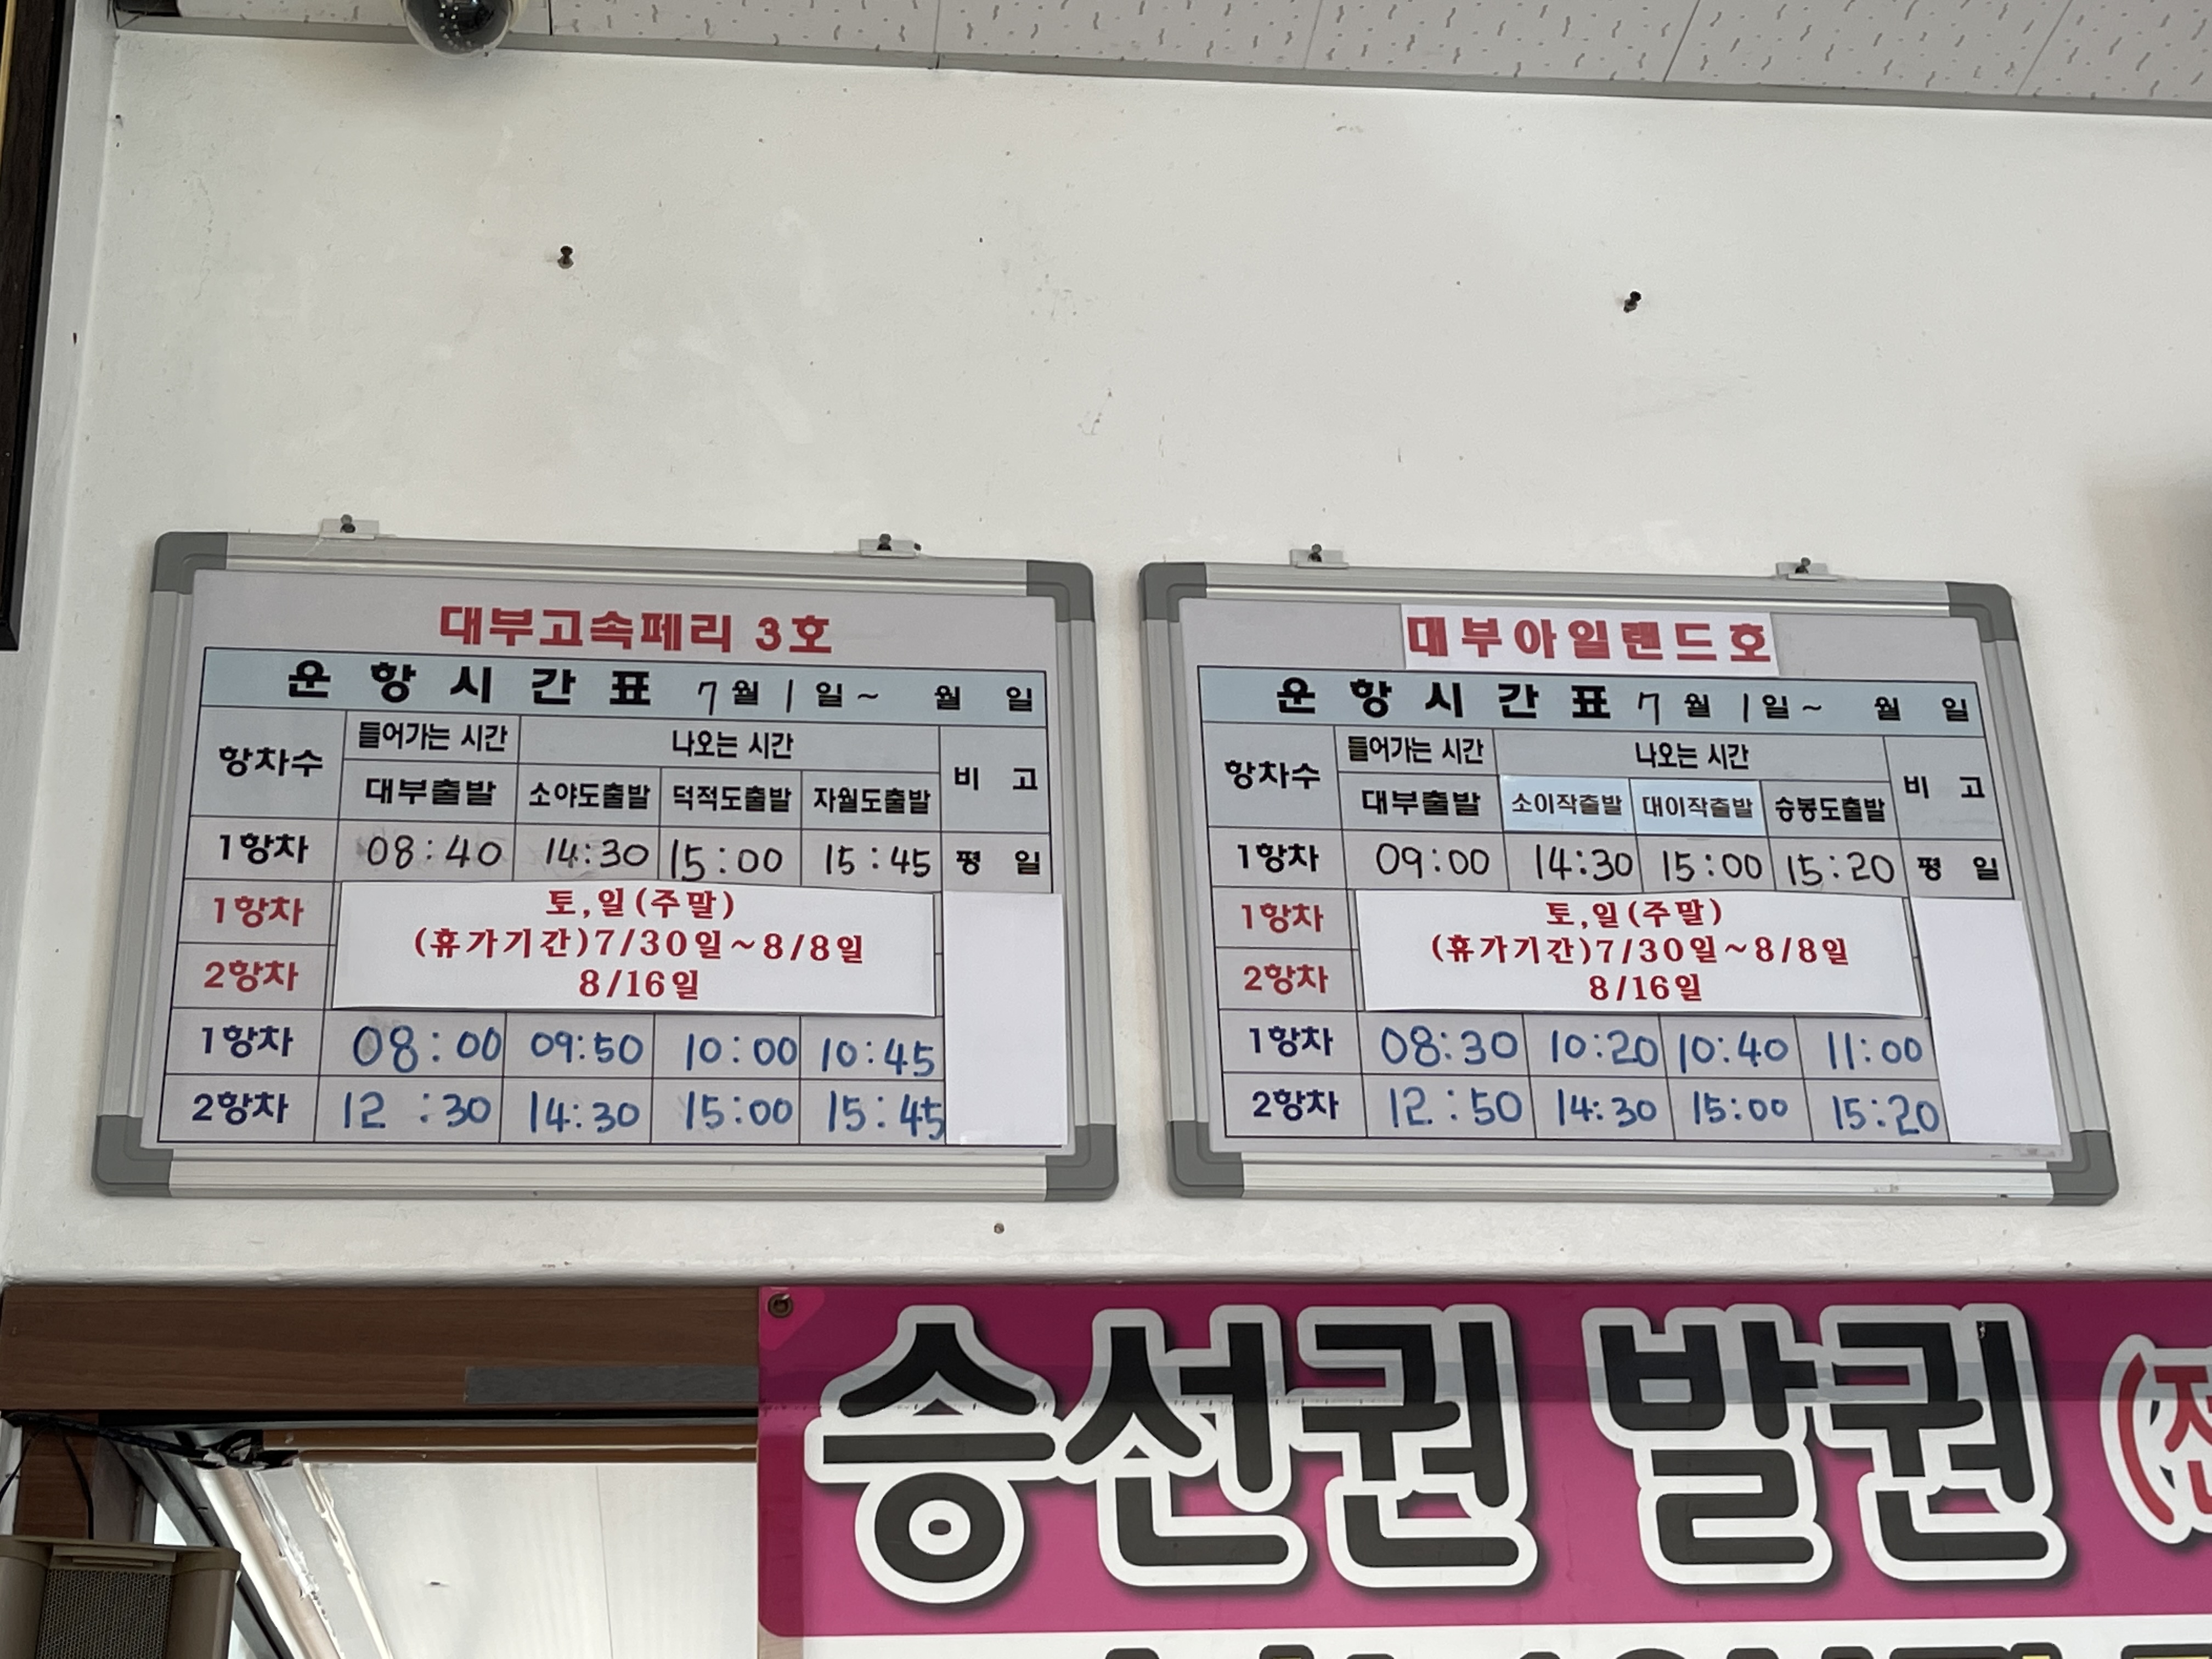 대부고속페리 3호
운 항 시 간 표 7월 1일~ 월 일
항차수 들어가는 시간 나오는 시간 비 고
대부출발 소야도출발 덕적도출발 자월도출발
1항차 08:40 14:30 15:00 15:45 평 일
1항차
2항차
토,일(주말)
(휴가기간)7/30일~8/8일
8/16일
1항차 08:00 09:50 10:00 10:45
2항차 12:30 14:30 15:00 15:45
대부아일랜드호
운 항 시 간 표 7월 1일~ 월 일
항차수 들어가는 시간 나오는 시간 비 고
대부출발 소이작출발 대이작출발 승봉도출발
1항차 09:00 14:30 15:00 15:20 평 일
1항차
2항차
토,일(주말)
(휴가기간)7/30일~8/8일
8/16일
1항차 08:30 10:20 10:40 11:00
2항차 12:50 14:30 15:00 15:20
승선권 발권